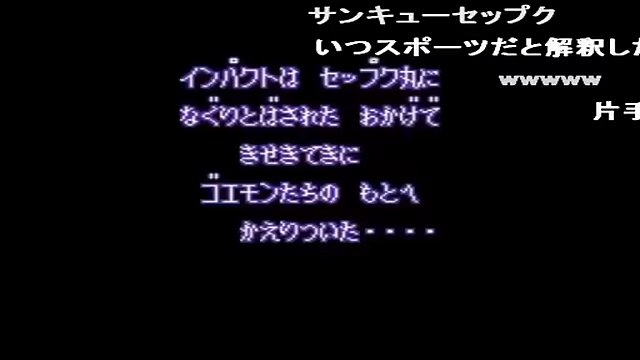 サンキューセップク
いつスポーツだと解釈した
wwwww
片手
インパクトは セップク丸に
なぐりとばされた おかげで
きせきてきに
ゴエモンたちの もとへ
かえりついた・・・・